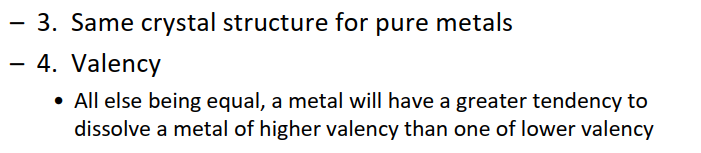 – 3. Same crystal structure for pure metals
– 4. Valency
• All else being equal, a metal will have a greater tendency to
dissolve a metal of higher valency than one of lower valency